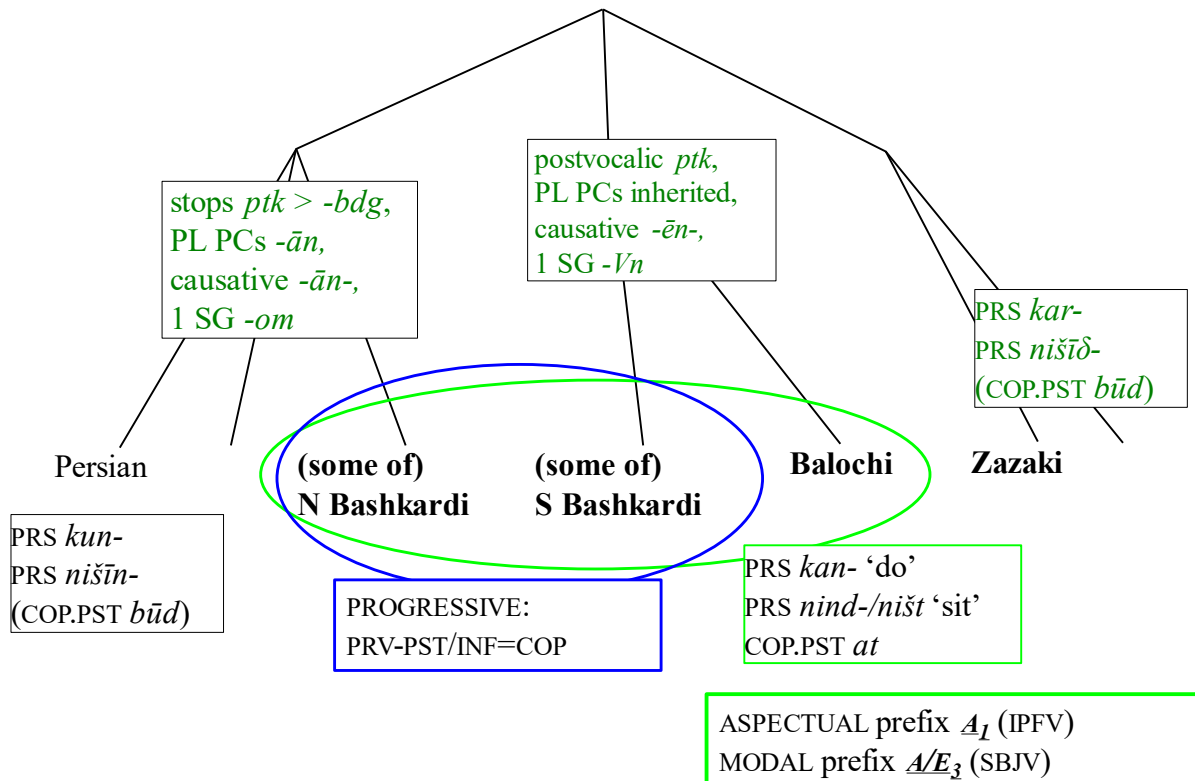 stops ptk > -bdg,
PL PCs -ān,
causative -ān-,
1 SG -om
postvocalic ptk,
PL PCs inherited,
causative -ēn-,
1 SG -Vn
PRS kar-
PRS nišīδ-
(COP.PST būd)
Persian
(some of)
N Bashkardi
(some of)
S Bashkardi
Balochi
Zazaki
PRS kun-
PRS nišīn-
(COP.PST būd)
PROGRESSIVE:
PRV-PST/INF=COP
PRS kan- ‘do’
PRS nind-/ništ ‘sit’
COP.PST at
ASPECTUAL prefix A1 (IPFV)
MODAL prefix A/E3 (SBJV)